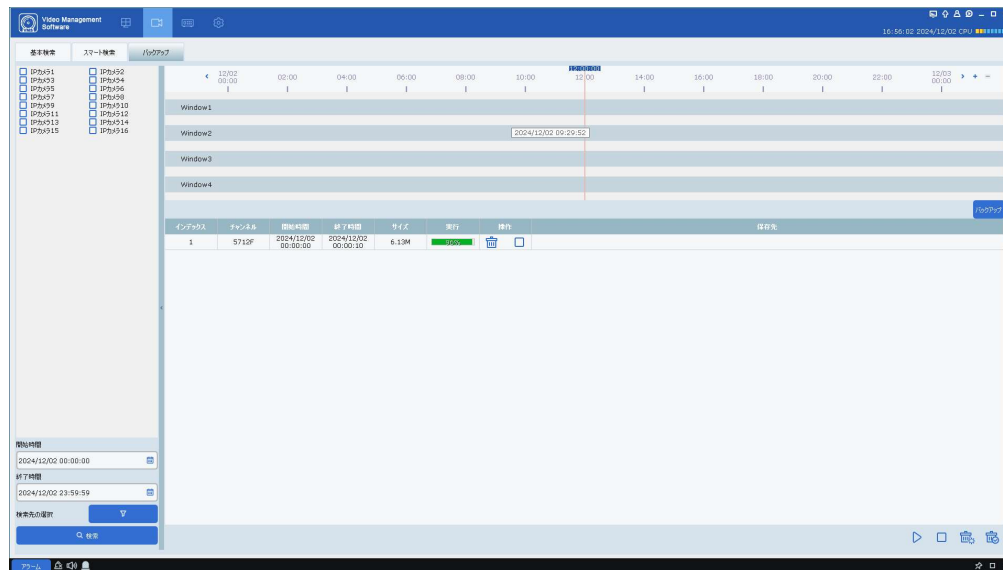 Video Management
Software
16:56:02 2024/12/02 CPU
基本検索 スマート検索 バックアップ
IPカメラ1 IPカメラ2
IPカメラ3 IPカメラ4
IPカメラ5 IPカメラ6
IPカメラ7 IPカメラ8
IPカメラ9 IPカメラ10
IPカメラ11 IPカメラ12
IPカメラ13 IPカメラ14
IPカメラ15 IPカメラ16
12:00:00
12/02 00:00 02:00 04:00 06:00 08:00 10:00 12:00 14:00 16:00 18:00 20:00 22:00 12/03 00:00
Window1
Window2
2024/12/02 09:29:52
Window3
Window4
バックアップ
インデックス チャンネル 開始時間 終了時間 サイズ 実行 操作 保存先
1 5712F 2024/12/02 00:00:00 2024/12/02 00:00:10 6.13M
開始時間
2024/12/02 00:00:00
終了時間
2024/12/02 23:59:59
検索先の選択
検索
アラーム